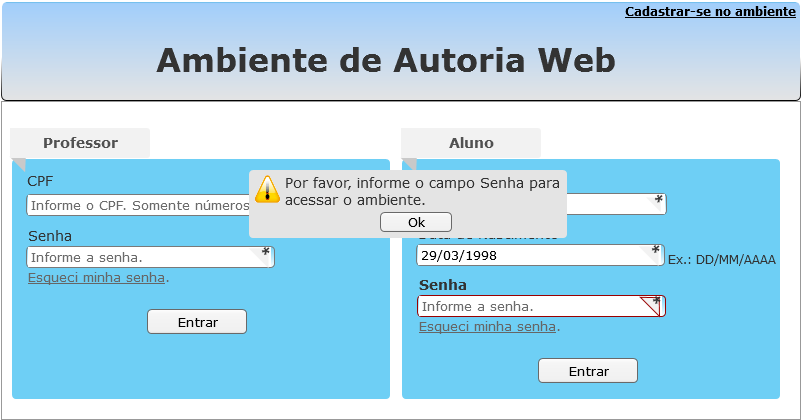 Cadastrar-se no ambiente
Ambiente de Autoria Web
Professor
Aluno
CPF
Informe o CPF. Somente números
*
Senha
Informe a senha.
*
Esqueci minha senha.
Entrar
Por favor, informe o campo Senha para
acessar o ambiente.
Ok
*
29/03/1998
*
Ex.: DD/MM/AAAA
Senha
Informe a senha.
*
Esqueci minha senha.
Entrar